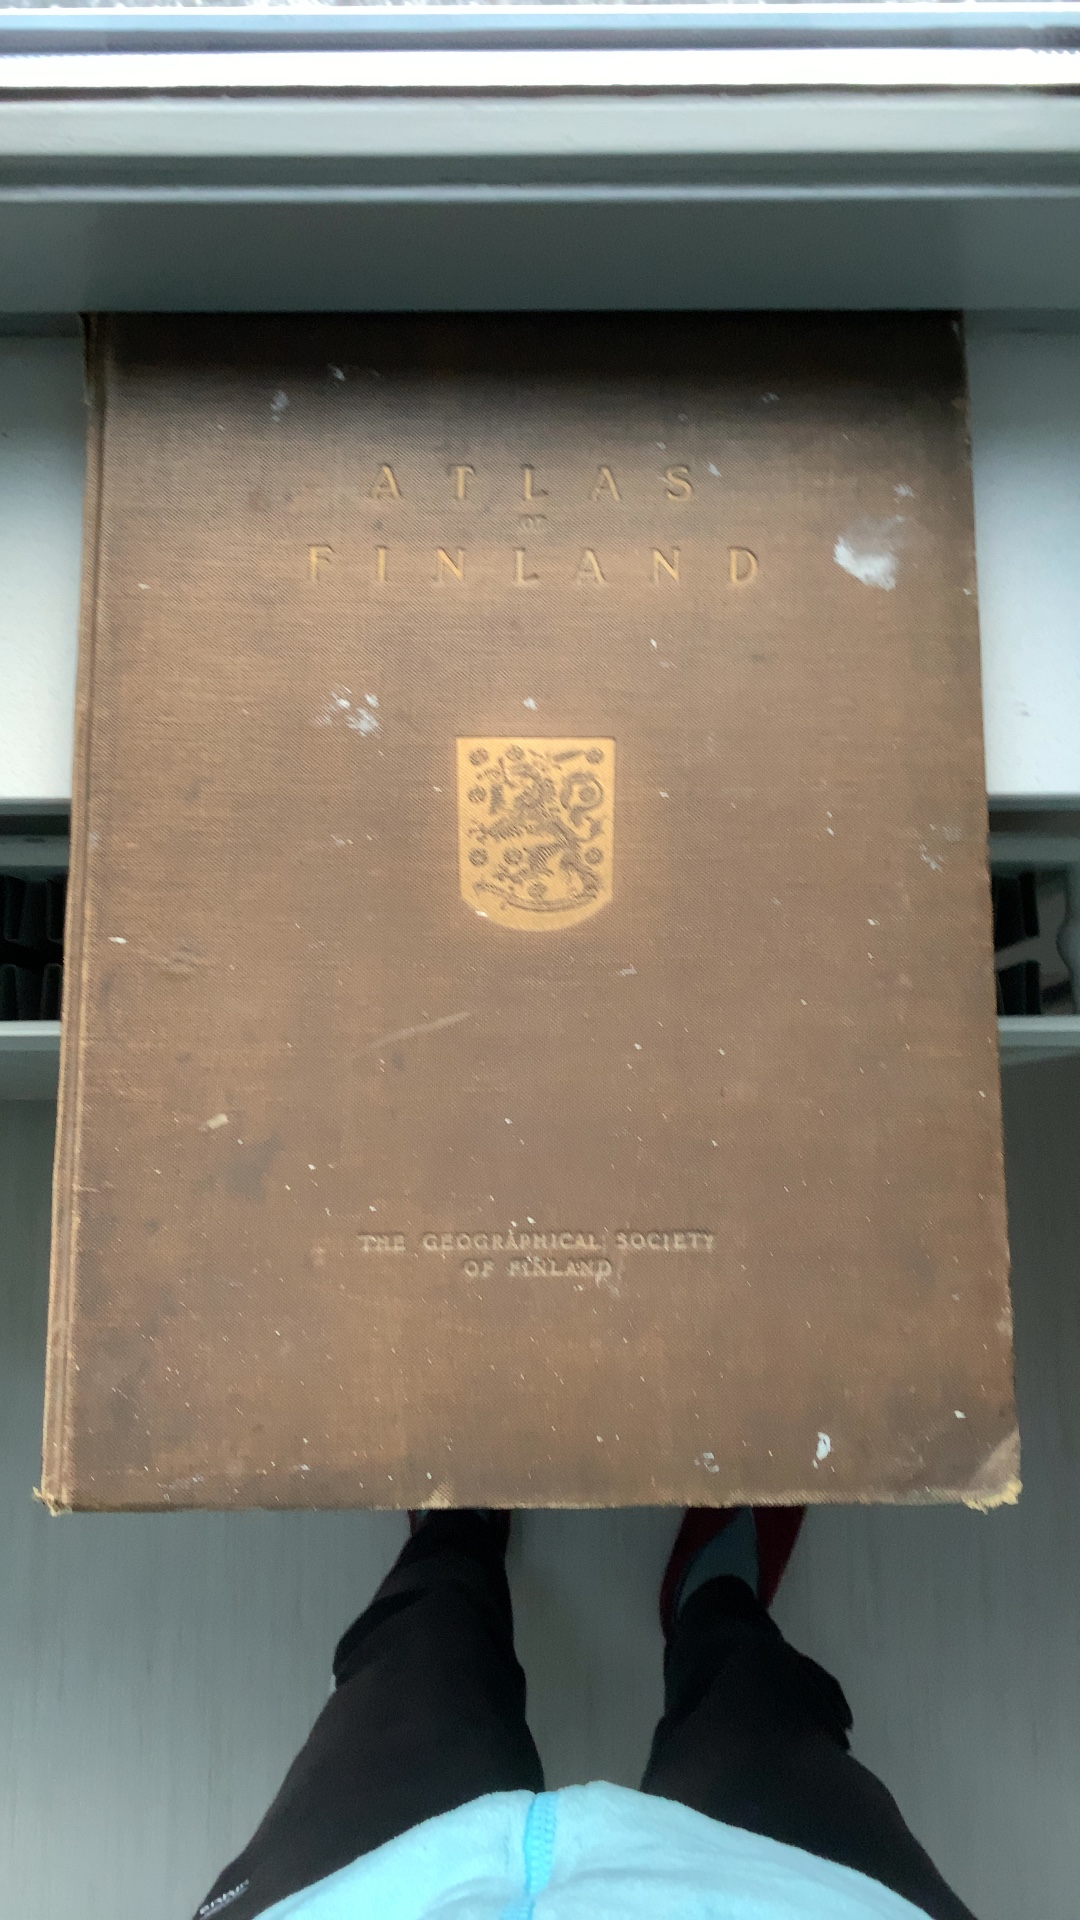 ATLAS
OF
FINLAND
THE GEOGRAPHICAL SOCIETY
OF FINLAND